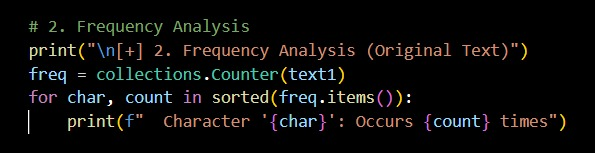 # 2. Frequency Analysis
print("\n[+] 2. Frequency Analysis (Original Text)")
freq = collections.Counter(text1)
for char, count in sorted(freq.items()):
    print(f"  Character '{char}': Occurs {count} times")